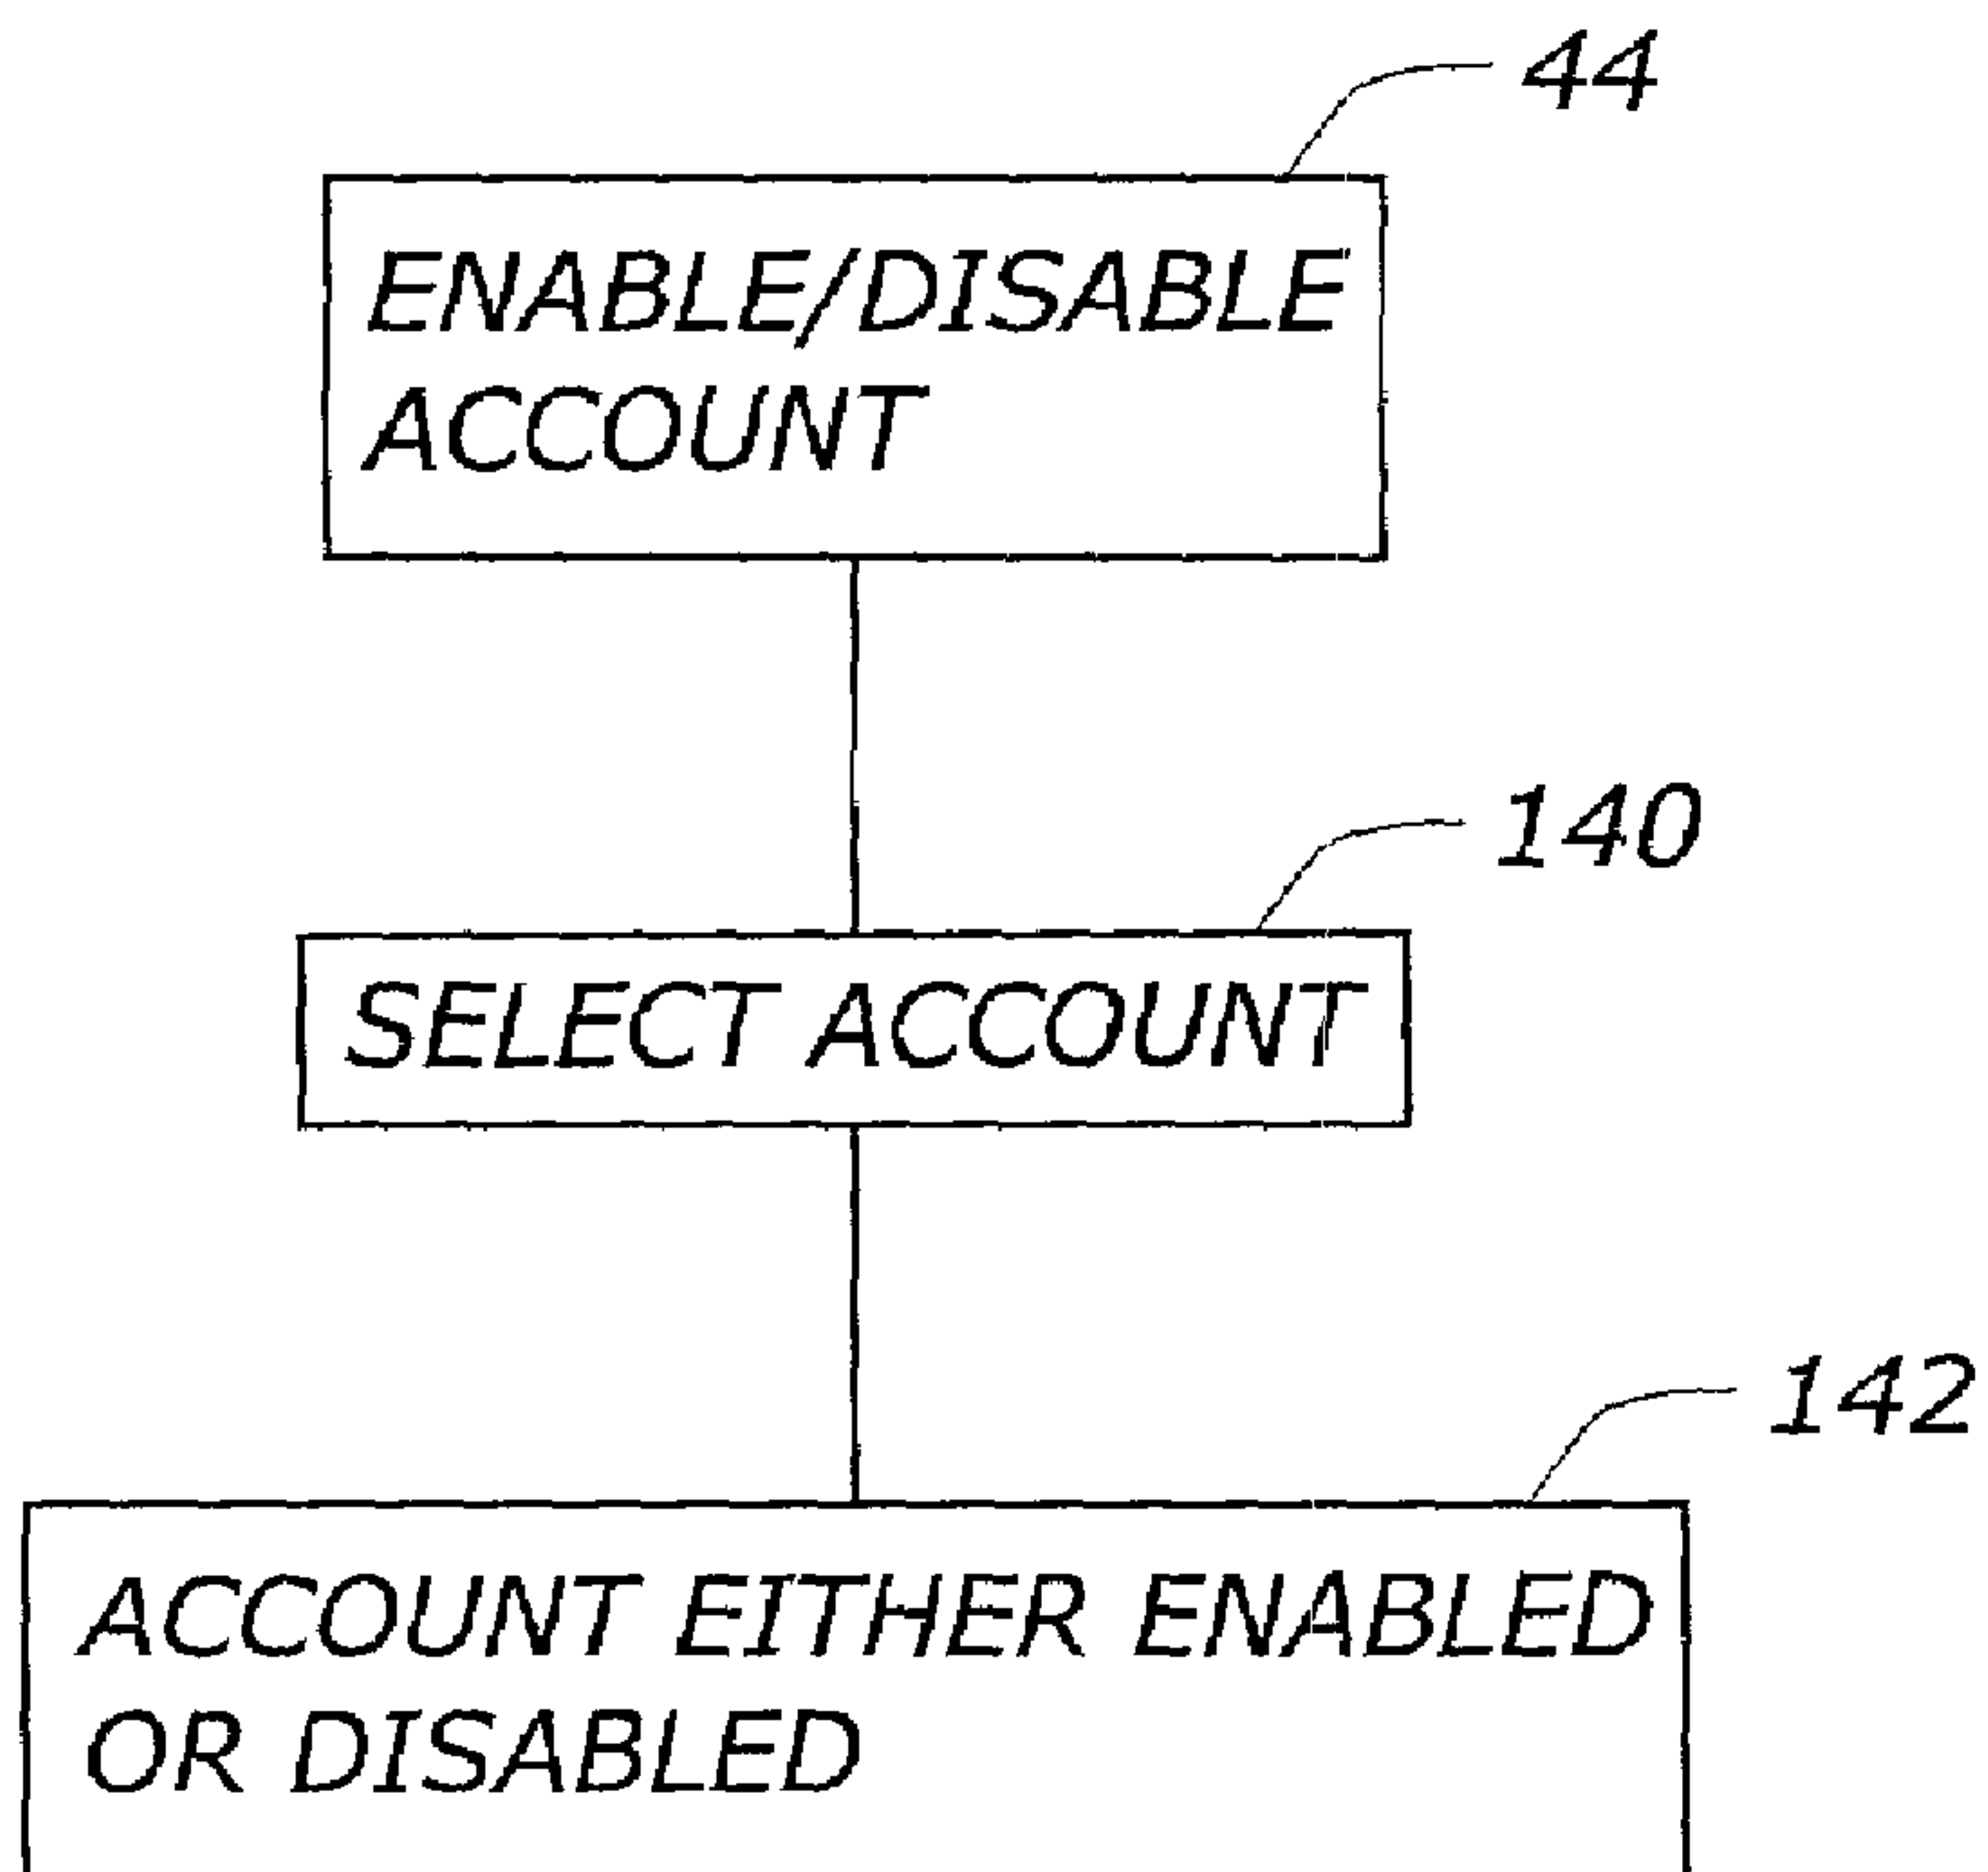 44
ENABLE/DISABLE
ACCOUNT
140
SELECT ACCOUNT
142
ACCOUNT EITHER ENABLED
OR DISABLED